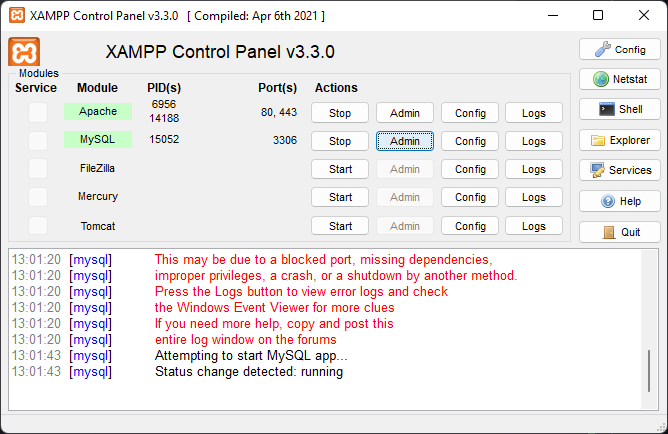 XAMPP Control Panel v3.3.0 [ Compiled: Apr 6th 2021 ]
XAMPP Control Panel v3.3.0
Config
Modules
Service Module PID(s) Port(s) Actions
Netstat
Apache 6956 14188 80, 443 Stop Admin Config Logs
Shell
MySQL 15052 3306 Stop Admin Config Logs
Explorer
FileZilla Start Admin Config Logs
Services
Mercury Start Admin Config Logs
Help
Tomcat Start Admin Config Logs
Quit
13:01:20 [mysql] This may be due to a blocked port, missing dependencies,
13:01:20 [mysql] improper privileges, a crash, or a shutdown by another method.
13:01:20 [mysql] Press the Logs button to view error logs and check
13:01:20 [mysql] the Windows Event Viewer for more clues
13:01:20 [mysql] If you need more help, copy and post this
13:01:20 [mysql] entire log window on the forums
13:01:43 [mysql] Attempting to start MySQL app...
13:01:43 [mysql] Status change detected: running